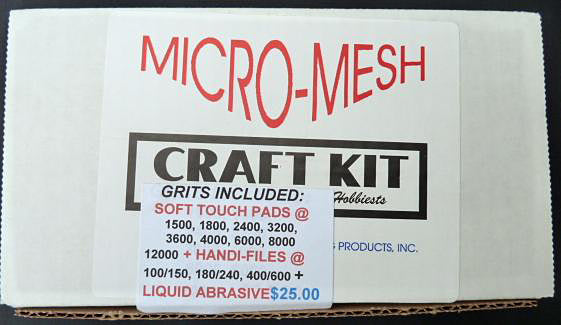 MICRO-MESH
CRAFT KIT
Hobbiests
PRODUCTS, INC.
GRITS INCLUDED:
SOFT TOUCH PADS @
1500, 1800, 2400, 3200,
3600, 4000, 6000, 8000
12000 + HANDI-FILES @
100/150, 180/240, 400/600 +
LIQUID ABRASIVE $25.00